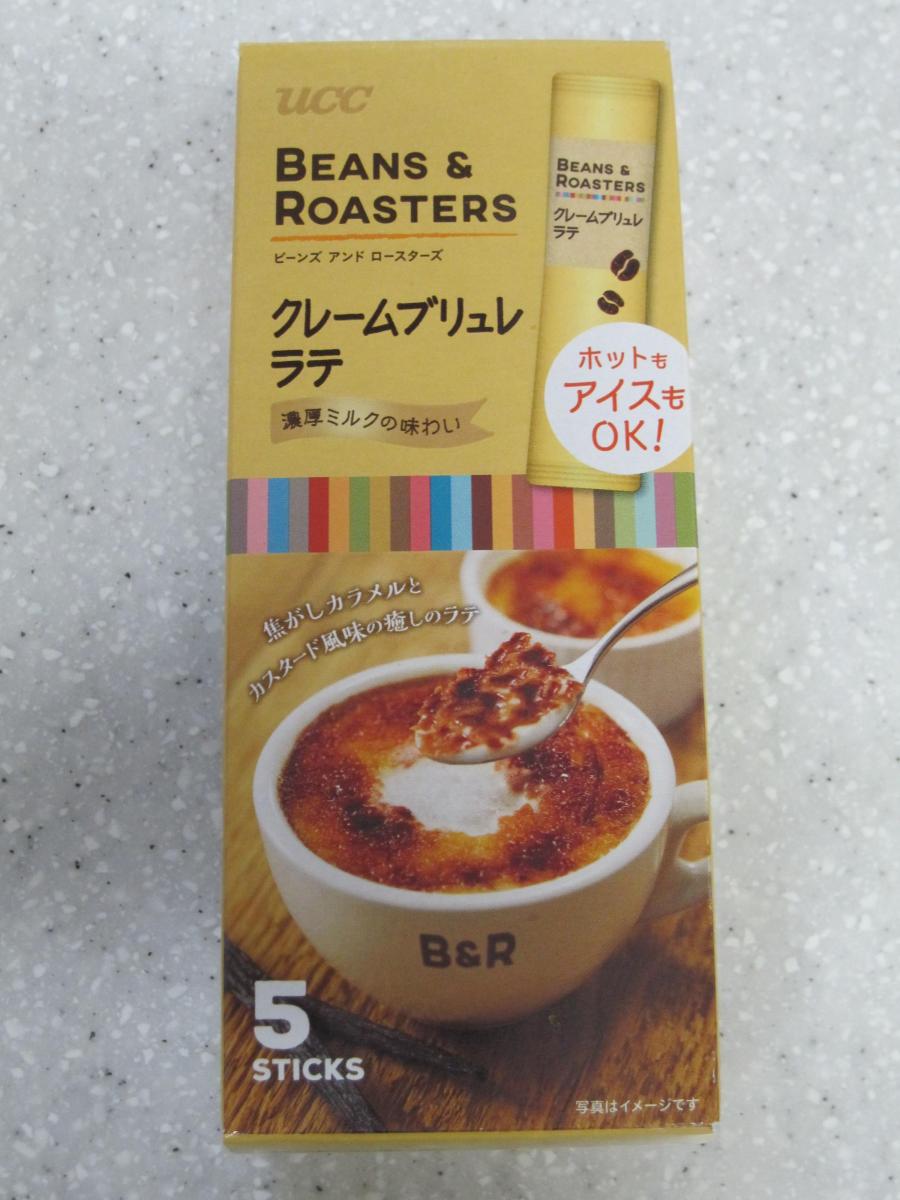 UCC
BEANS &
ROASTERS
ビーンズ アンド ロースターズ
クレームブリュレ
ラテ
濃厚ミルクの味わい
BEANS &
ROASTERS
クレームブリュレ
ラテ
ホットも
アイスも
OK!
焦がしカラメルと
カスタード風味の癒しのラテ
B&R
5
STICKS
写真はイメージです